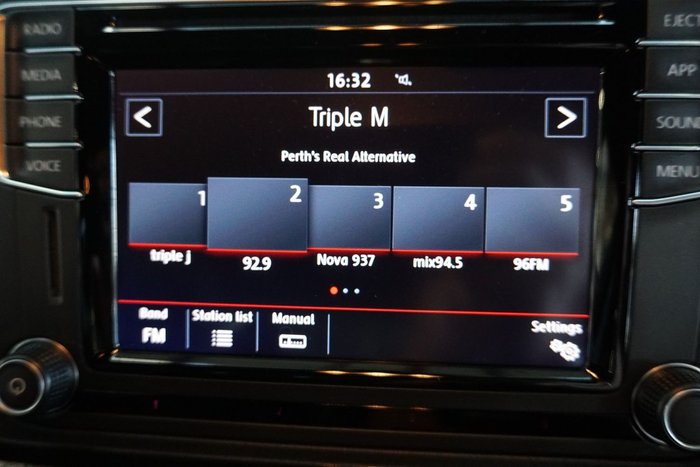 RADIO
MEDIA
PHONE
VOICE
16:32
Triple M
Perth's Real Alternative
1 2 3 4 5
triple j 92.9 Nova 937 mix94.5 96FM
Band Station list Manual Settings
FM
EJECT
APP
SOUND
MENU